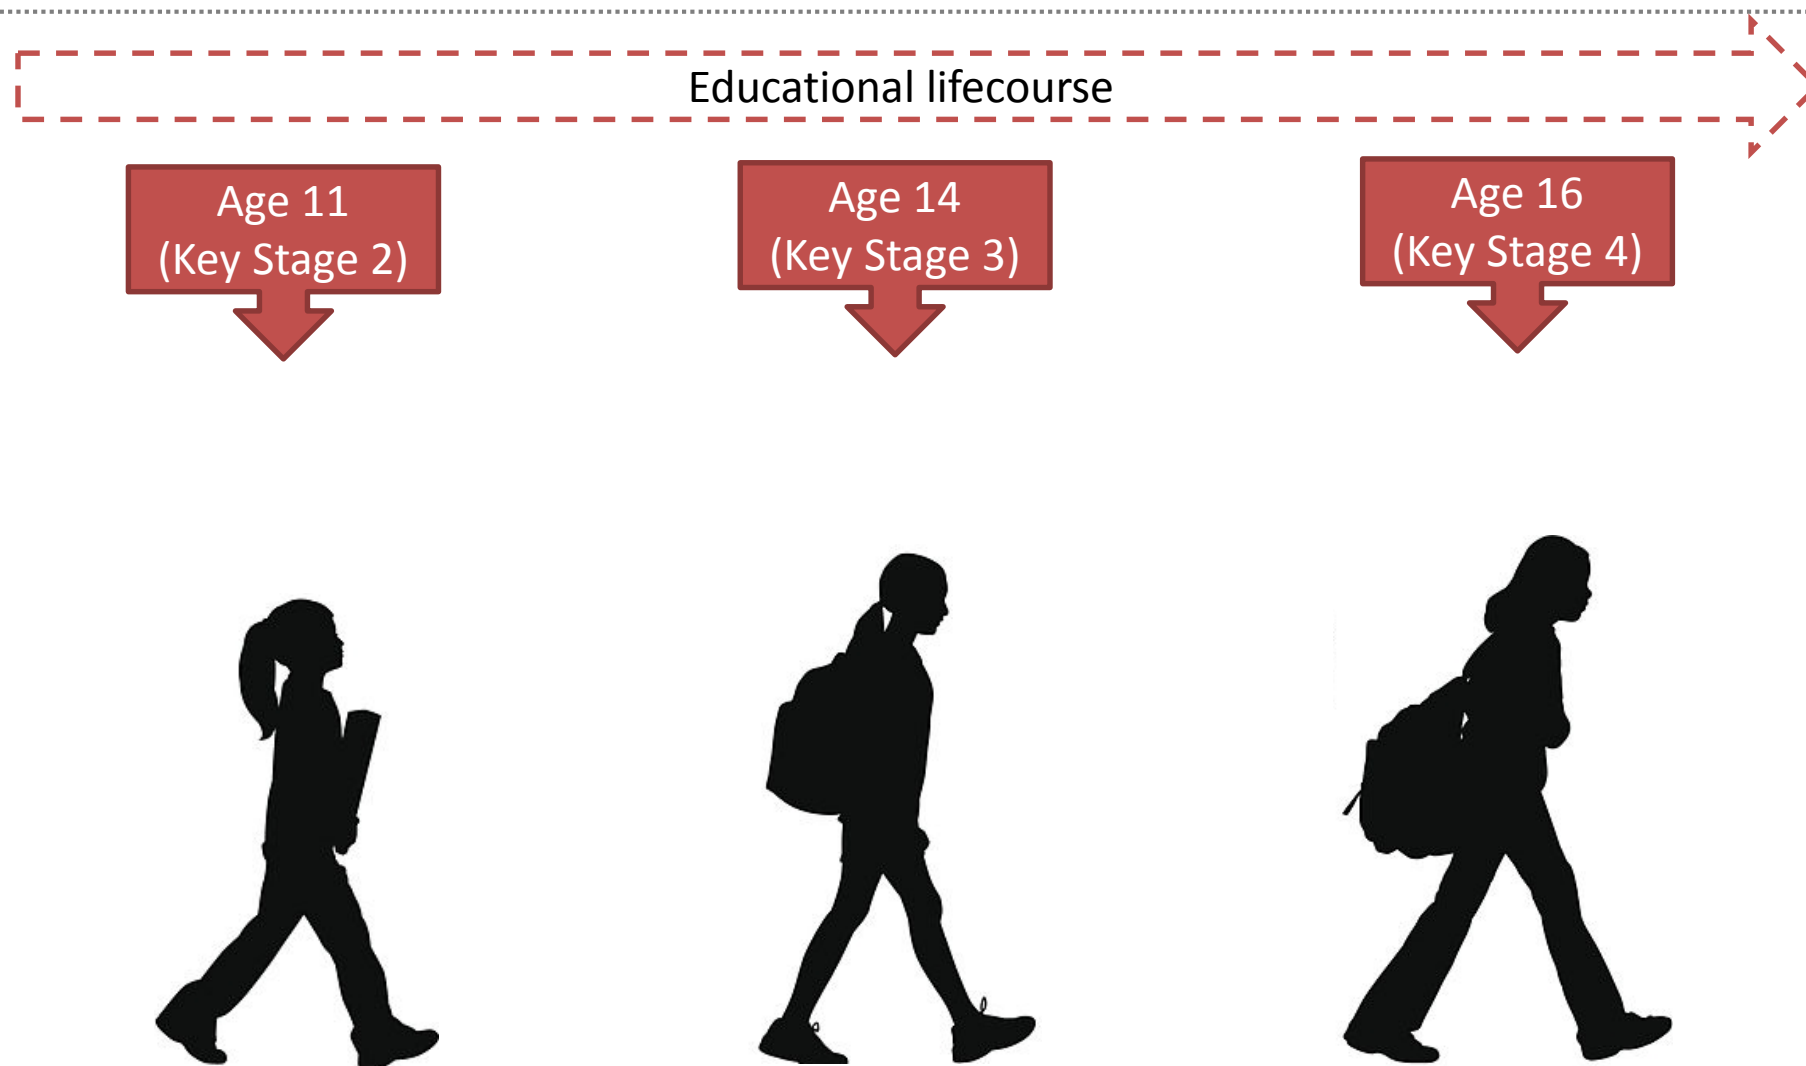 Educational lifecourse
Age 11
(Key Stage 2)
Age 14
(Key Stage 3)
Age 16
(Key Stage 4)